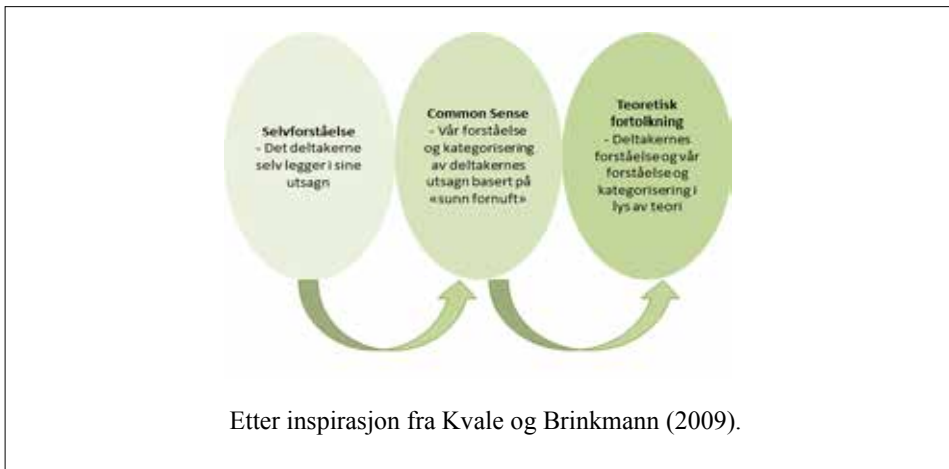 Selvforståelse
- Det deltakerne
selv legger i sine
utsagn
Common Sense
- Vår forståelse
og kategorisering
av deltakernes
utsagn basert på
«sunn fornuft»
Teoretisk
fortolkning
- Deltakernes
forståelse og vår
forståelse og
kategorisering i
lys av teori
Etter inspirasjon fra Kvale og Brinkmann (2009).